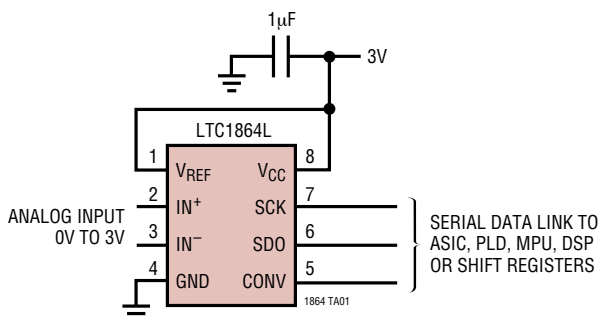 1µF
3V
LTC1864L
1 VREF VCC 8
2 IN+ SCK 7
3 IN– SDO 6
4 GND CONV 5
ANALOG INPUT
0V TO 3V
SERIAL DATA LINK TO
ASIC, PLD, MPU, DSP
OR SHIFT REGISTERS
1864 TA01